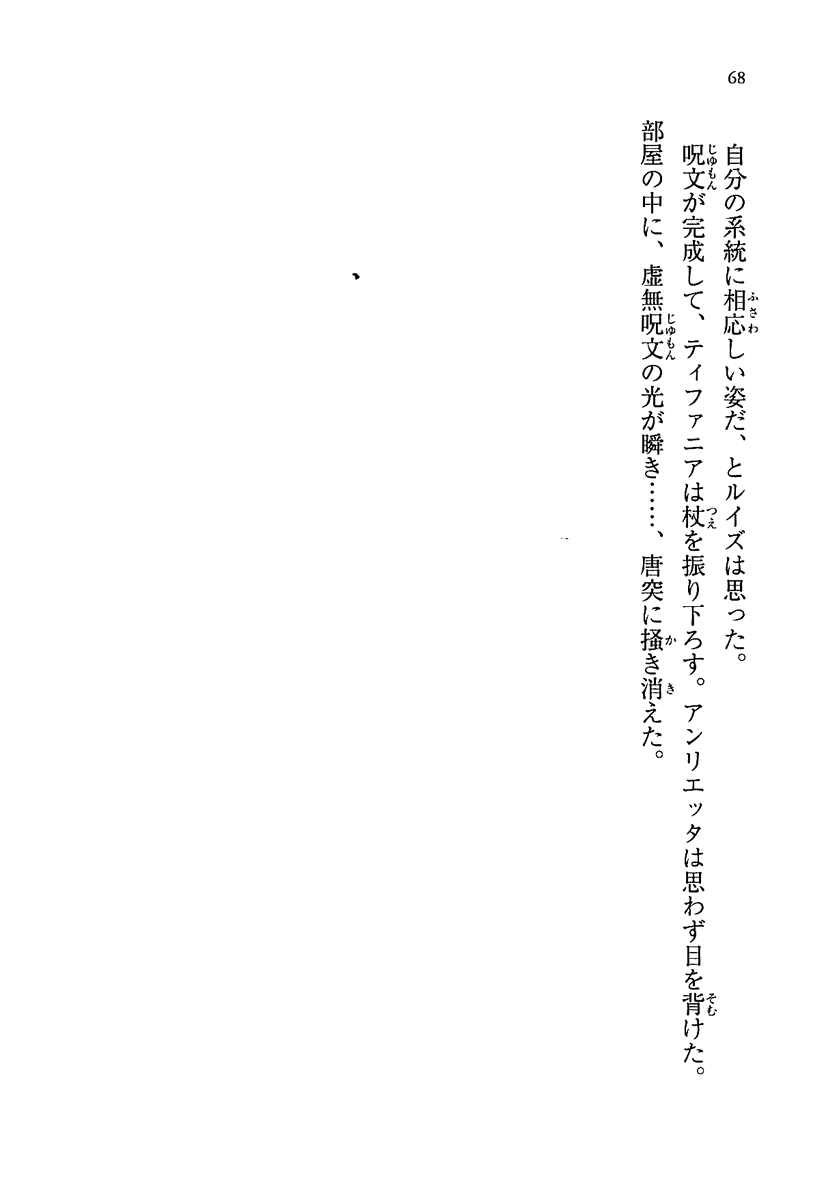 68
自分の系統に相応しい姿だ、とルイズは思った。
呪文が完成して、ティファニアは杖を振り下ろす。アンリエッタは思わず目を背けた。
部屋の中に、虚無呪文の光が瞬き……、唐突に掻き消えた。